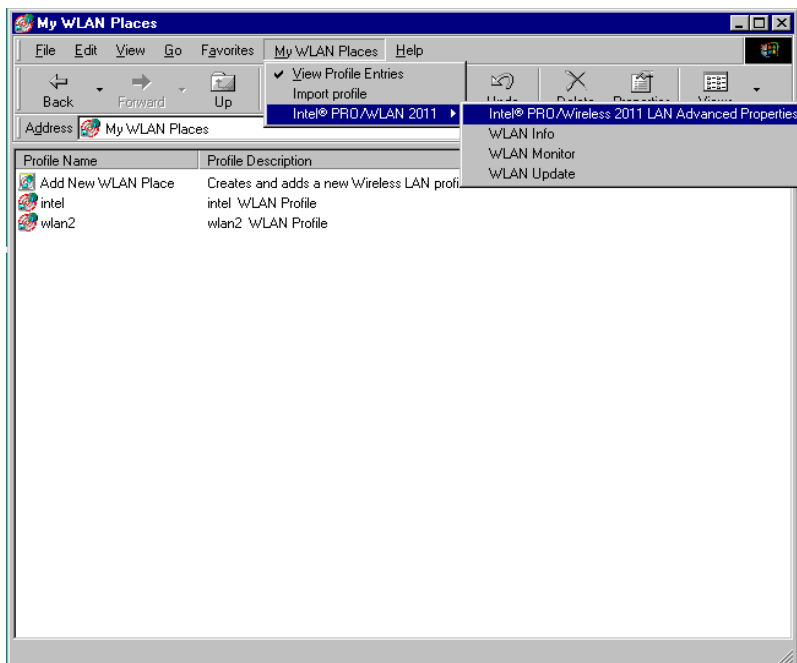 My WLAN Places
File Edit View Go Favorites My WLAN Places Help
Back Forward Up
View Profile Entries
Import profile
Intel® PRO/WLAN 2011
Intel® PRO/Wireless 2011 LAN Advanced Properties
WLAN Info
WLAN Monitor
WLAN Update
Address My WLAN Places
Profile Name Profile Description
Add New WLAN Place Creates and adds a new Wireless LAN
intel intel WLAN Profile
wlan2 wlan2 WLAN Profile